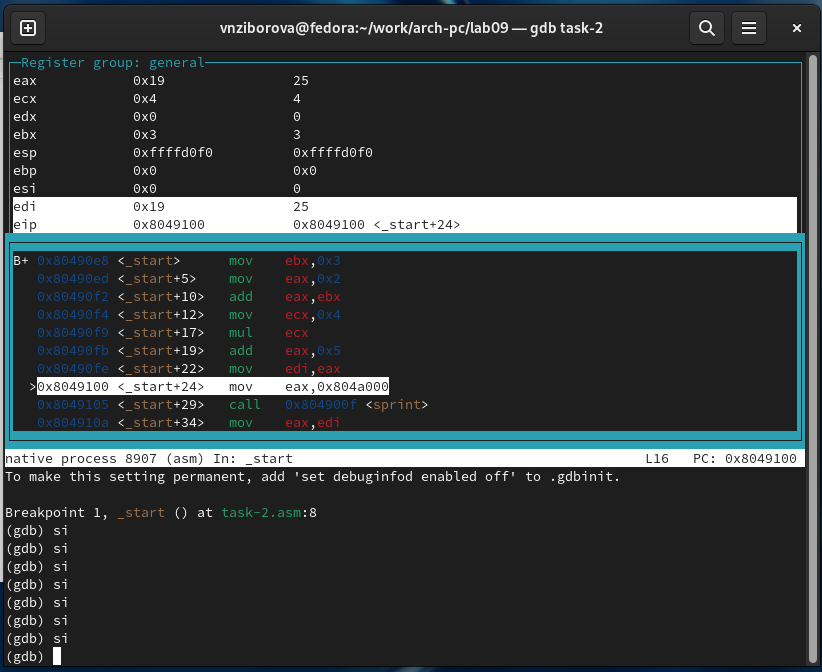 vnziborova@fedora:~/work/arch-pc/lab09 — gdb task-2
Register group: general
eax 0x19 25
ecx 0x4 4
edx 0x0 0
ebx 0x3 3
esp 0xffffd0f0 0xffffd0f0
ebp 0x0 0x0
esi 0x0 0
edi 0x19 25
eip 0x8049100 0x8049100 <_start+24>
B+ 0x80490e8 <_start> mov ebx,0x3
0x80490ed <_start+5> mov eax,0x2
0x80490f2 <_start+10> add eax,ebx
0x80490f4 <_start+12> mov ecx,0x4
0x80490f9 <_start+17> mul ecx
0x80490fb <_start+19> add eax,0x5
0x80490fe <_start+22> mov edi,eax
>0x8049100 <_start+24> mov eax,0x804a000
0x8049105 <_start+29> call 0x804900f <sprint>
0x804910a <_start+34> mov eax,edi
native process 8907 (asm) In: _start L16 PC: 0x8049100
To make this setting permanent, add 'set debuginfod enabled off' to .gdbinit.
Breakpoint 1, _start () at task-2.asm:8
(gdb) si
(gdb) si
(gdb) si
(gdb) si
(gdb) si
(gdb) si
(gdb) si
(gdb)